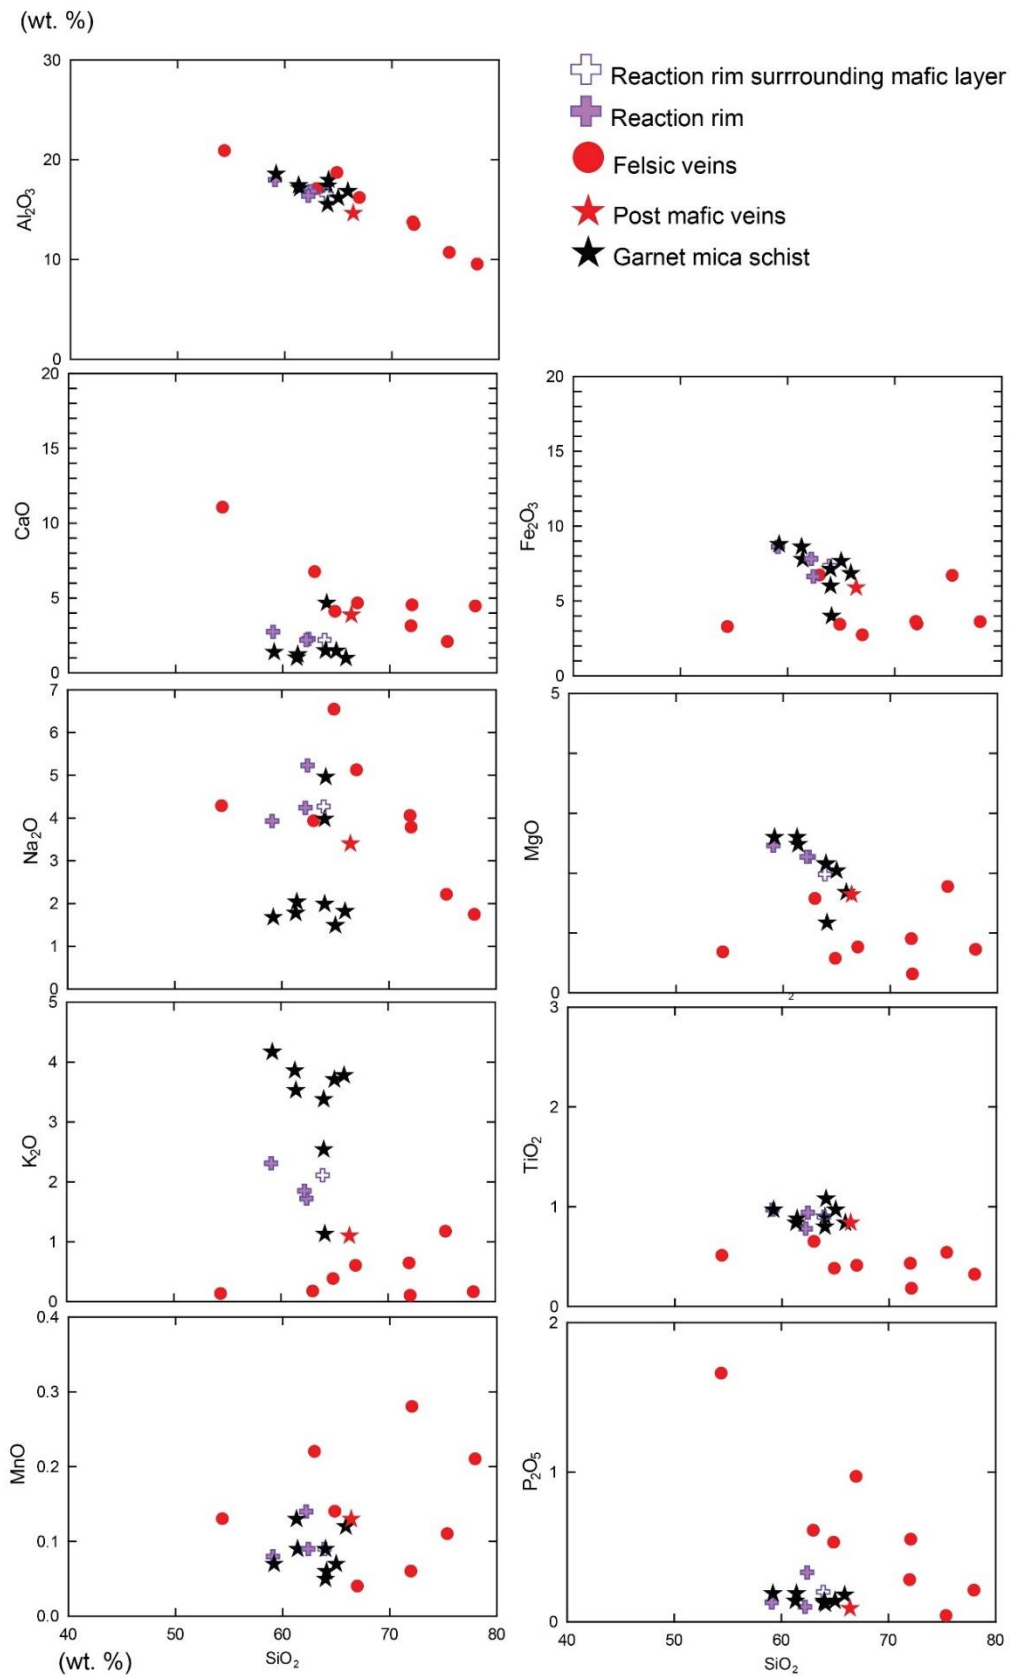 (wt. %)
Reaction rim surrrounding mafic layer
Reaction rim
Felsic veins
Post mafic veins
Garnet mica schist
30
20
10
0
Al₂O₃
20
15
10
5
0
CaO
20
15
10
5
0
Fe₂O₃
7
6
5
4
3
2
1
0
Na₂O
5
0
MgO
2
5
4
3
2
1
0
K₂O
3
2
1
0
TiO₂
0.4
0.3
0.2
0.1
0.0
MnO
2
1
0
P₂O₅
40 50 60 70 80
SiO₂
(wt. %)
40 50 60 70 80
SiO₂